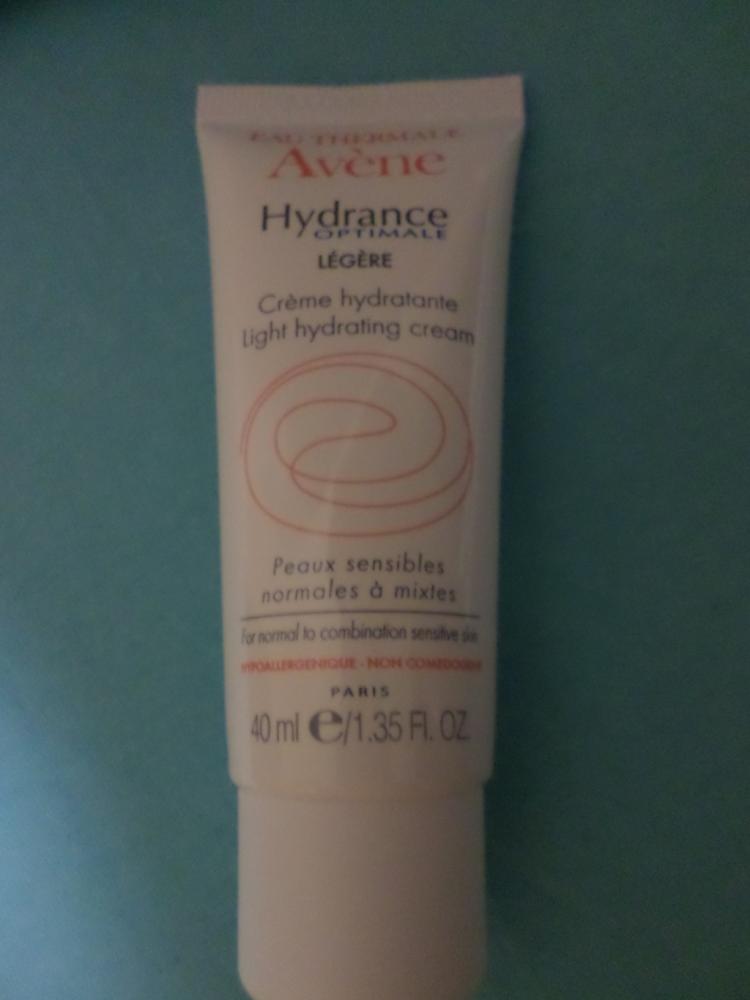 EAU THERMALE
Avène
Hydrance
OPTIMALE
LÉGÈRE
Crème hydratante
Light hydrating cream
Peaux sensibles
normales à mixtes
For normal to combination sensitive skin
HYPOALLERGENIQUE - NON COMEDOGENE
PARIS
40 ml e/1.35 Fl. OZ.